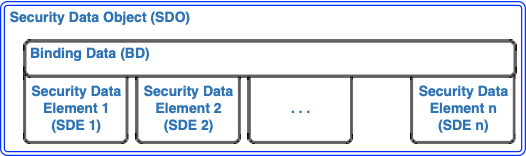 Security Data Object (SDO)
Binding Data (BD)
Security Data
Element 1
(SDE 1)
Security Data
Element 2
(SDE 2)
. . .
Security Data
Element n
(SDE n)